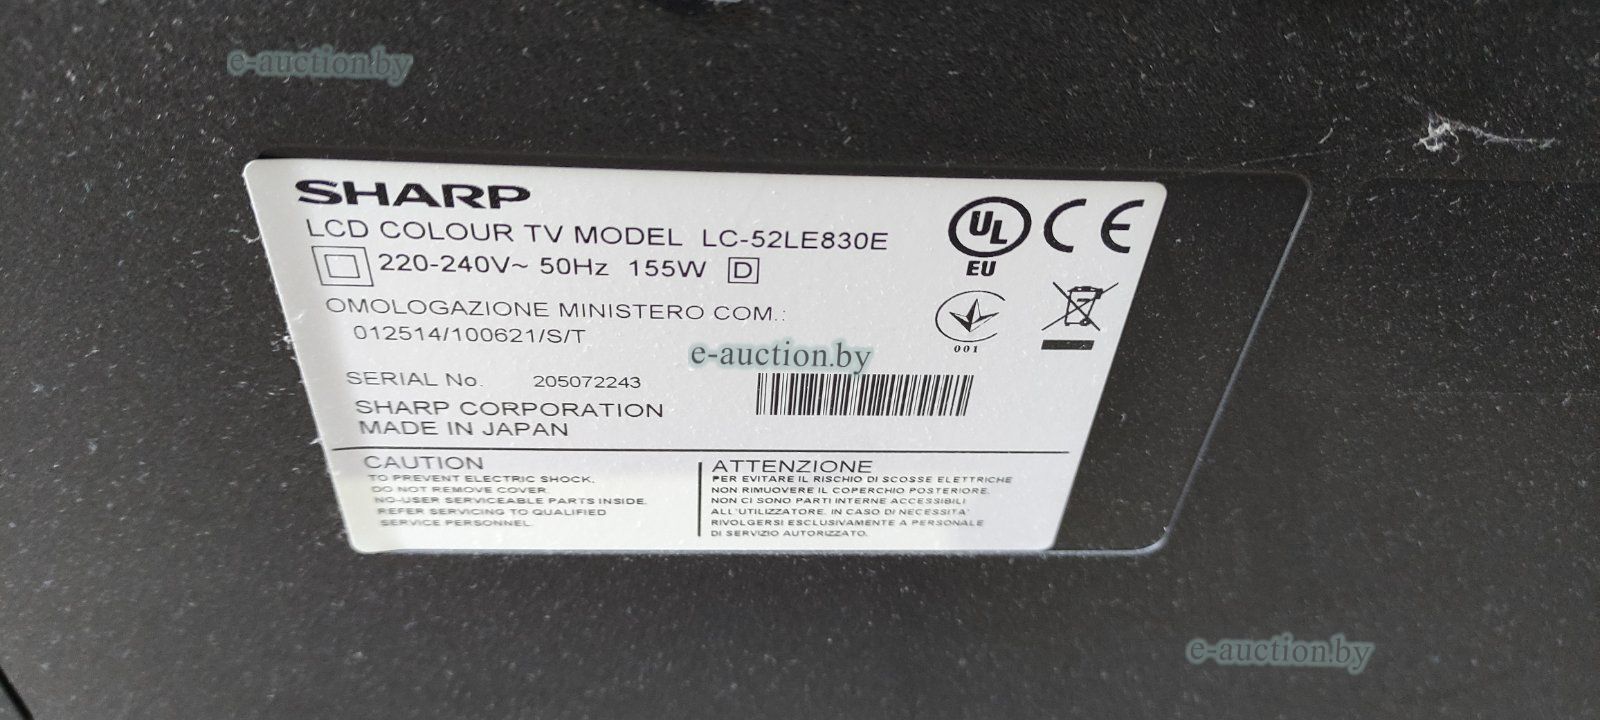 e-auction.by
SHARP
LCD COLOUR TV MODEL LC-52LE830E
220-240V~ 50Hz 155W D
UL
EU
CE
OMOLOGAZIONE MINISTERO COM.:
012514/100621/S/T
001
e-auction.by
SERIAL No. 205072243
SHARP CORPORATION
MADE IN JAPAN
CAUTION
TO PREVENT ELECTRIC SHOCK,
DO NOT REMOVE COVER.
NO-USER SERVICEABLE PARTS INSIDE.
REFER SERVICING TO QUALIFIED
SERVICE PERSONNEL.
ATTENZIONE
PER EVITARE IL RISCHIO DI SCOSSE ELETTRICHE
NON RIMUOVERE IL COPERCHIO POSTERIORE.
NON CI SONO PARTI INTERNE ACCESSIBILI
ALL'UTILIZZATORE. IN CASO DI NECESSITA'
RIVOLGERSI ESCLUSIVAMENTE A PERSONALE
DI SERVIZIO AUTORIZZATO.
e-auction.by